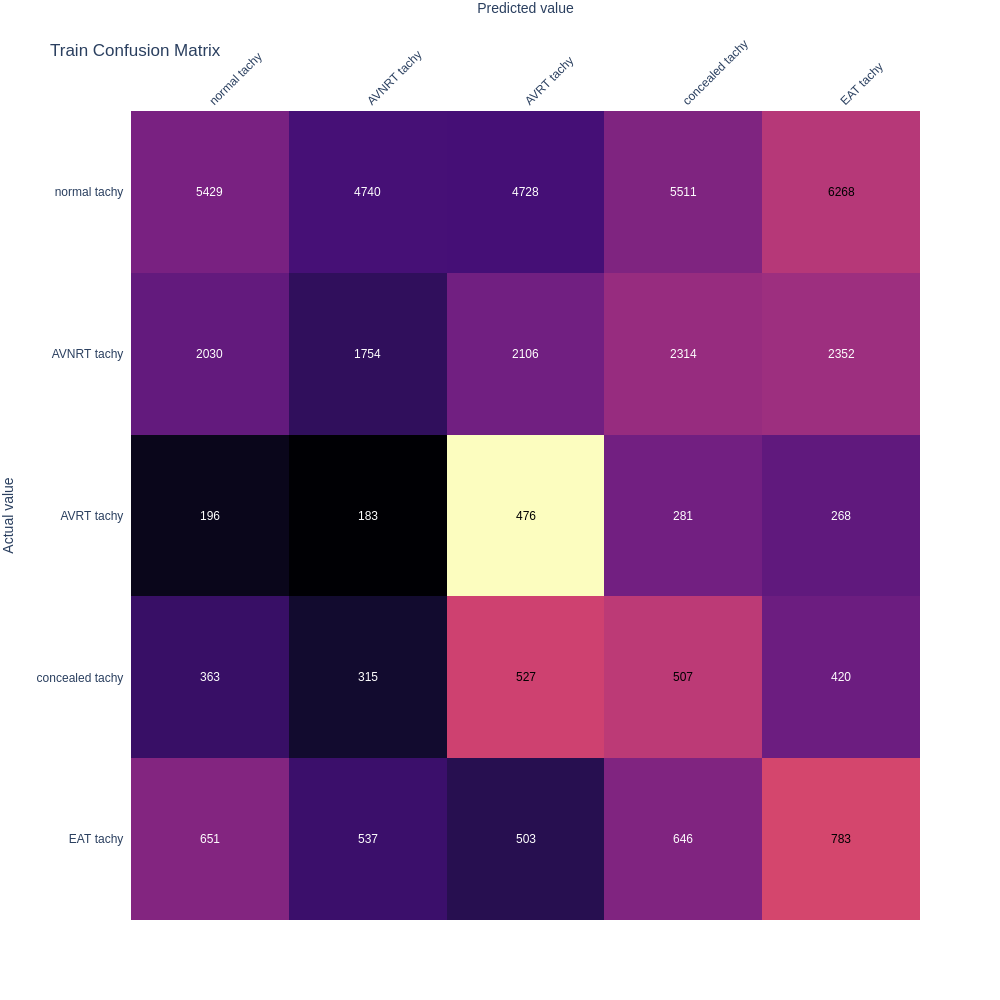 Predicted value
Train Confusion Matrix
normal tachy AVNRT tachy AVRT tachy concealed tachy EAT tachy
normal tachy 5429 4740 4728 5511 6268
AVNRT tachy 2030 1754 2106 2314 2352
AVRT tachy 196 183 476 281 268
Actual value
concealed tachy 363 315 527 507 420
EAT tachy 651 537 503 646 783